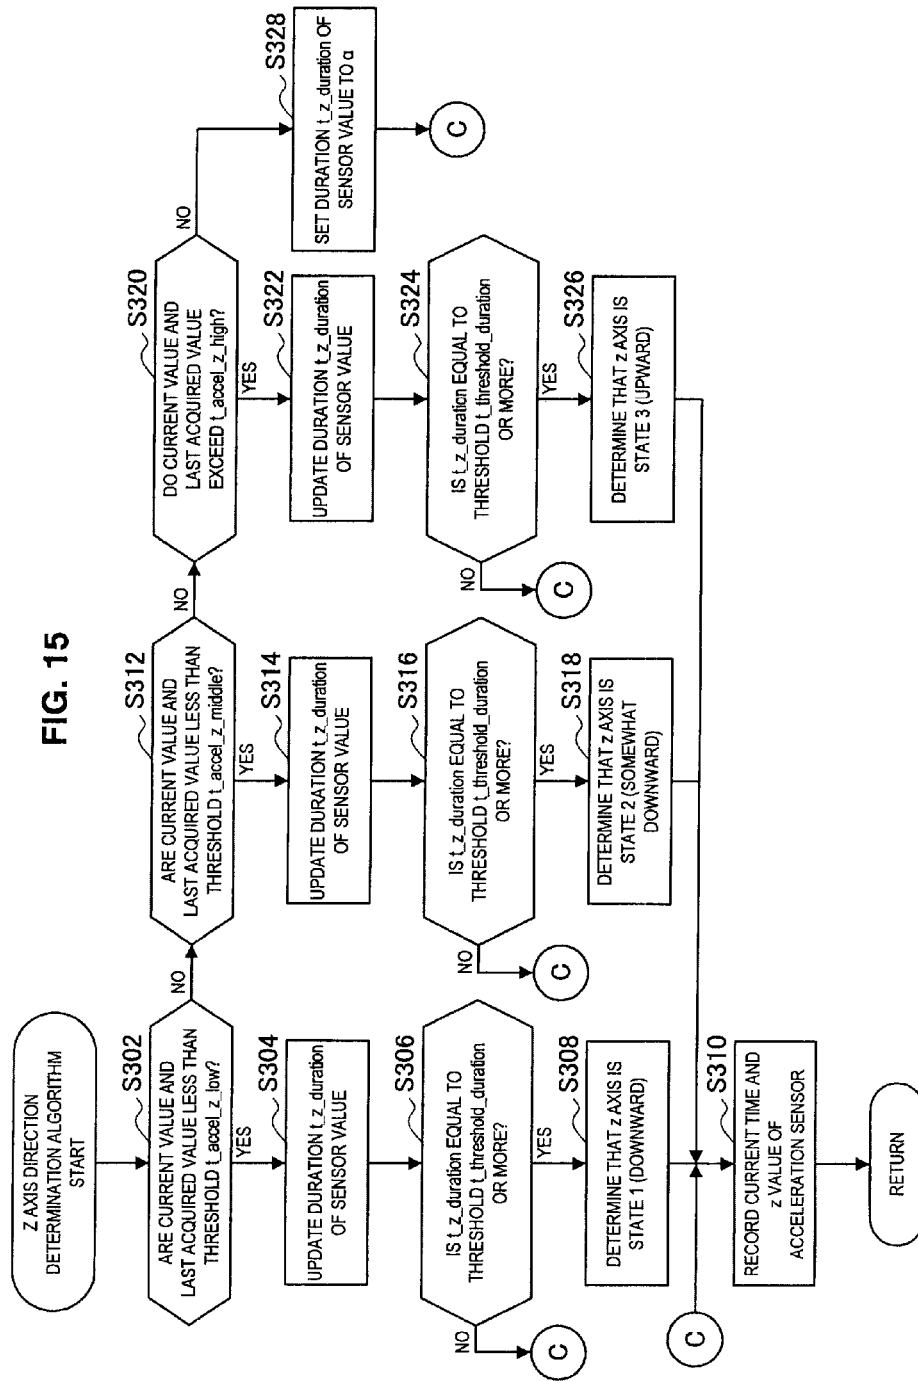 FIG. 15
Z AXIS DIRECTION
DETERMINATION ALGORITHM
START
S302
ARE CURRENT VALUE AND
LAST ACQUIRED VALUE LESS THAN
THRESHOLD t_accel_z_low?
NO
YES
S304
UPDATE DURATION t_z_duration
OF SENSOR VALUE
S306
IS t_z_duration EQUAL TO
THRESHOLD t_threshold_duration
OR MORE?
NO
C
YES
S308
DETERMINE THAT z AXIS IS
STATE 1 (DOWNWARD)
C
S310
RECORD CURRENT TIME AND
z VALUE OF
ACCELERATION SENSOR
RETURN
S312
ARE CURRENT VALUE AND
LAST ACQUIRED VALUE LESS THAN
THRESHOLD t_accel_z_middle?
NO
YES
S314
UPDATE DURATION t_z_duration
OF SENSOR VALUE
S316
IS t_z_duration EQUAL TO
THRESHOLD t_threshold_duration
OR MORE?
NO
C
YES
S318
DETERMINE THAT z AXIS IS
STATE 2 (SOMEWHAT
DOWNWARD)
S320
DO CURRENT VALUE AND
LAST ACQUIRED VALUE
EXCEED t_accel_z_high?
NO
YES
S322
UPDATE DURATION t_z_duration
OF SENSOR VALUE
S324
IS t_z_duration EQUAL TO
THRESHOLD t_threshold_duration
OR MORE?
NO
C
YES
S326
DETERMINE THAT z AXIS IS
STATE 3 (UPWARD)
S328
SET DURATION t_z_duration OF
SENSOR VALUE TO α
C